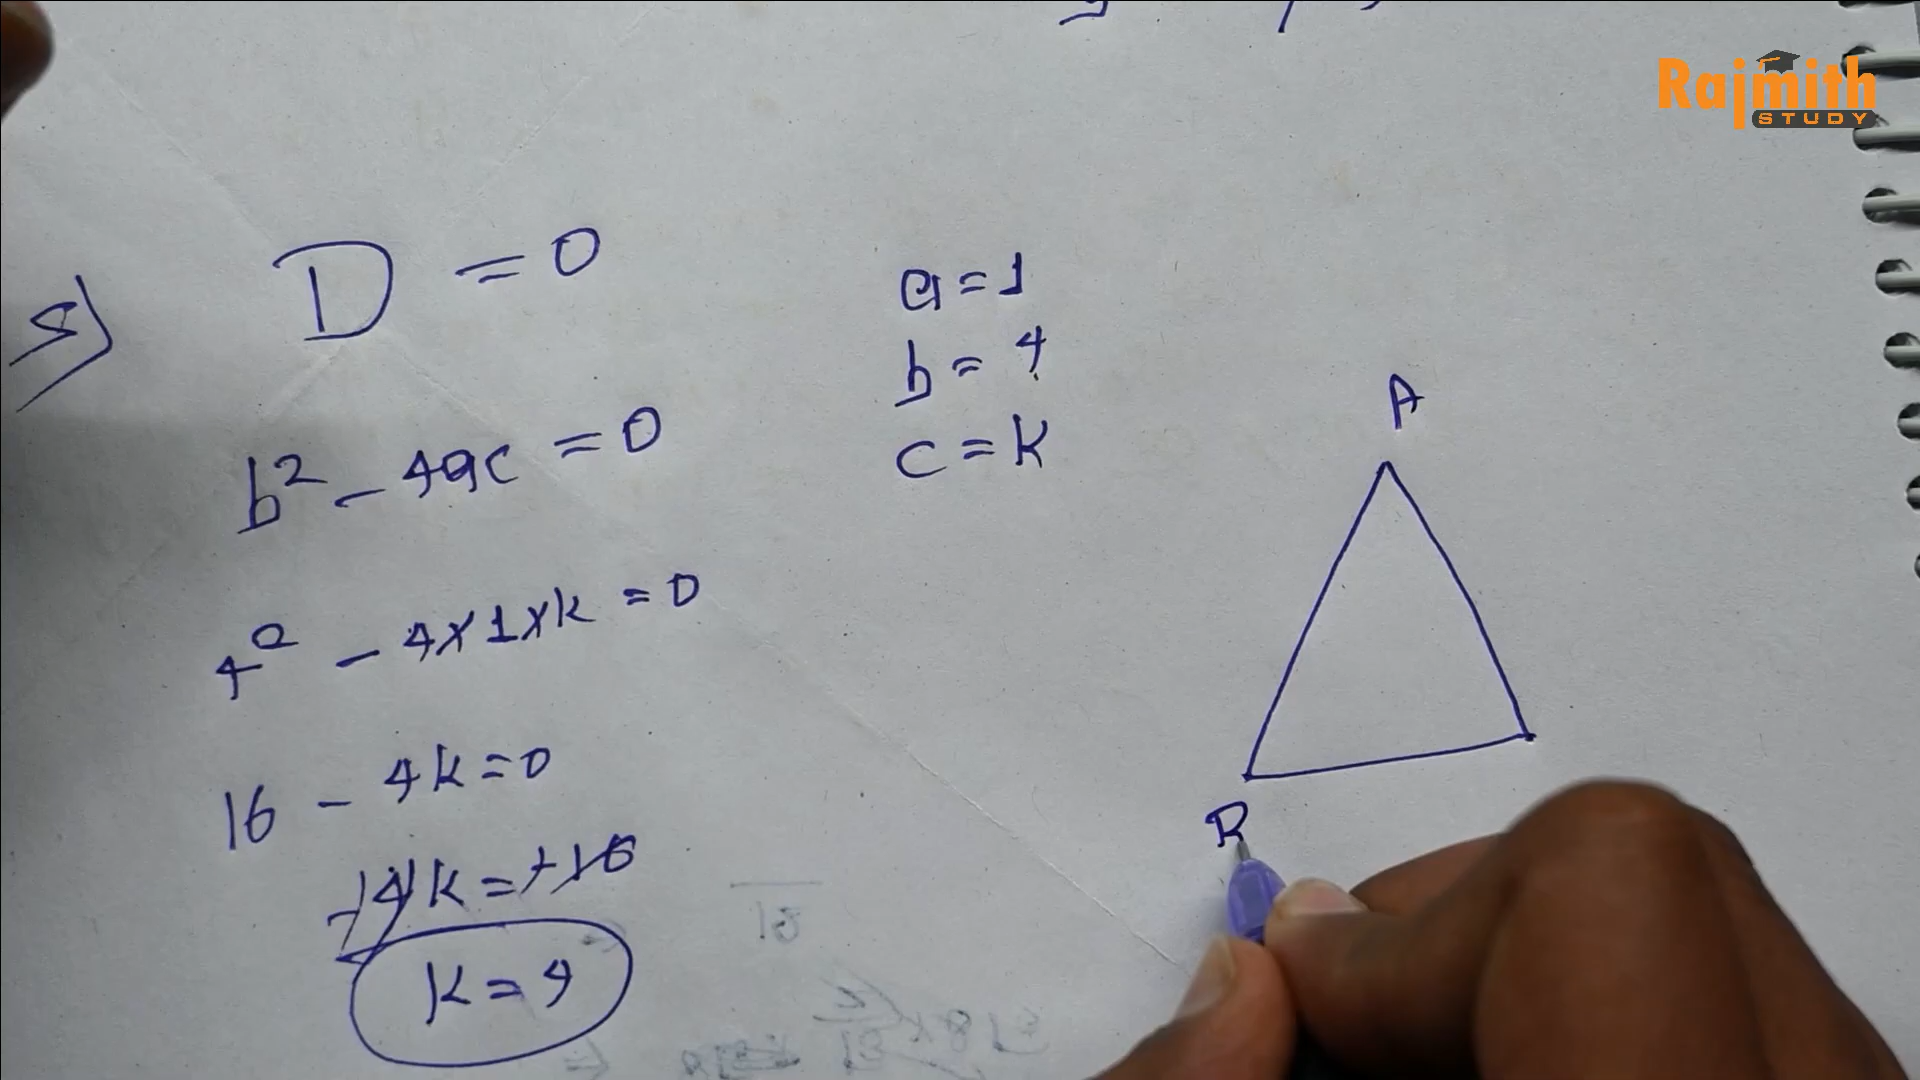 Rajmith
STUDY
5)
D = 0
b² - 4ac = 0
4² - 4×1×k = 0
16 - 4k = 0
-4k = -16
k = 4
a = 1
b = 4
c = k
A
B